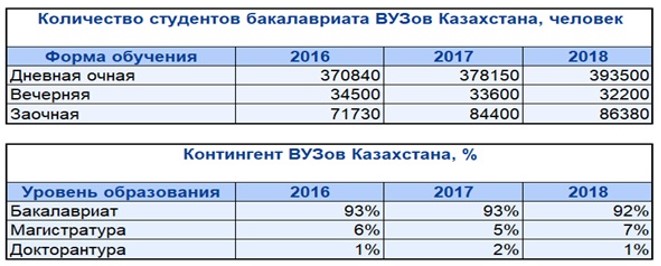 Количество студентов бакалавриата ВУЗов Казахстана, человек
Форма обучения 2016 2017 2018
Дневная очная 370840 378150 393500
Вечерняя 34500 33600 32200
Заочная 71730 84400 86380
Контингент ВУЗов Казахстана, %
Уровень образования 2016 2017 2018
Бакалавриат 93% 93% 92%
Магистратура 6% 5% 7%
Докторантура 1% 2% 1%